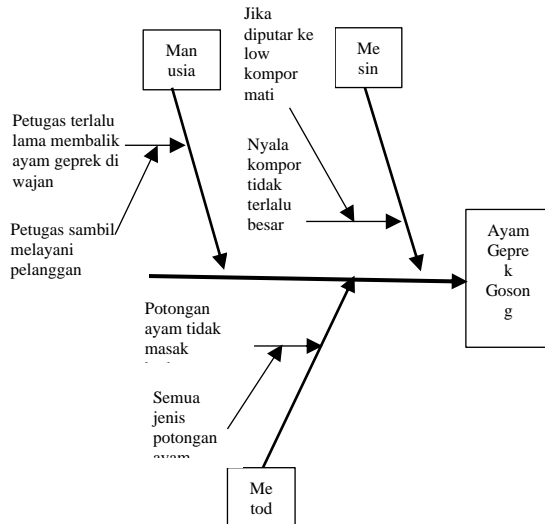 Man
usia
Jika
diputar ke
low
kompor
mati
Me
sin
Petugas terlalu
lama membalik
ayam geprek di
wajan
Nyala
kompor
tidak
terlalu
besar
Petugas sambil
melayani
pelanggan
Ayam
Gepre
k
Goson
g
Potongan
ayam tidak
masak
Semua
jenis
potongan
ayam
Me
tod